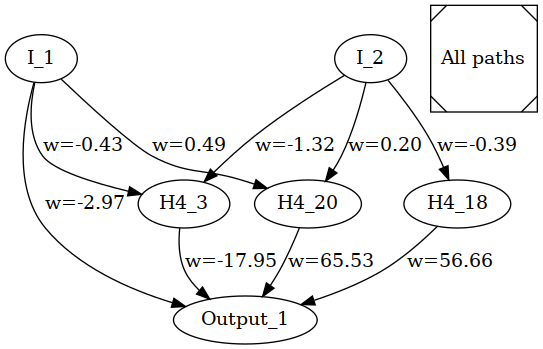 I_1
I_2
All paths
w=-0.43
w=0.49
w=-1.32
w=0.20
w=-0.39
w=-2.97
H4_3
H4_20
H4_18
w=-17.95
w=65.53
w=56.66
Output_1